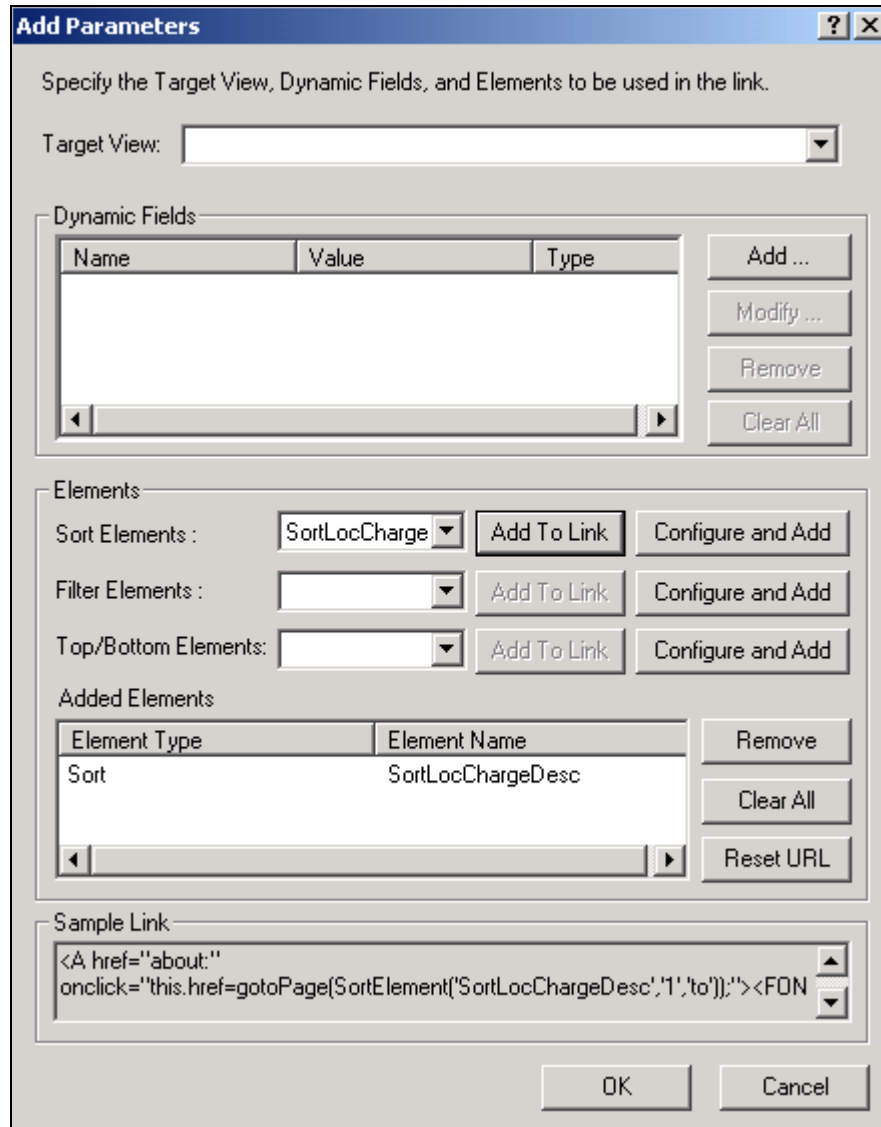 Add Parameters
Specify the Target View, Dynamic Fields, and Elements to be used in the link.
Target View:
Dynamic Fields
Name Value Type
Add ...
Modify ...
Remove
Clear All
Elements
Sort Elements : SortLocCharge Add To Link Configure and Add
Filter Elements : Add To Link Configure and Add
Top/Bottom Elements: Add To Link Configure and Add
Added Elements
Element Type Element Name
Sort SortLocChargeDesc
Remove
Clear All
Reset URL
Sample Link
<A href="about:"
onclick="this.href=gotoPage(SortElement('SortLocChargeDesc','1','to'));"><FON
OK Cancel